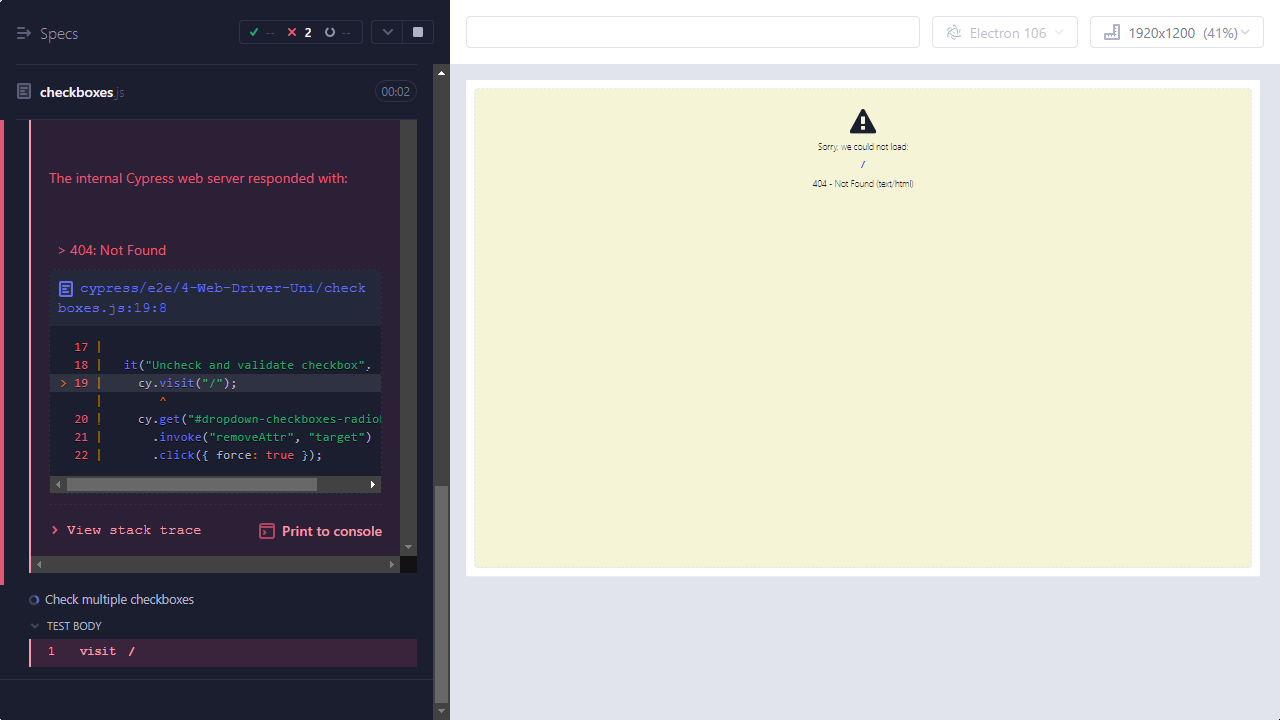 Specs
-- 2 --
Electron 106
1920x1200 (41%)
checkboxes.js
00:02
The internal Cypress web server responded with:
> 404: Not Found
cypress/e2e/4-Web-Driver-Uni/check
boxes.js:19:8
17 |
18 | it("Uncheck and validate checkbox",
> 19 | cy.visit("/");
| ^
20 | cy.get("#dropdown-checkboxes-radiob
21 | .invoke("removeAttr", "target")
22 | .click({ force: true });
> View stack trace
Print to console
Check multiple checkboxes
TEST BODY
1 visit /
Sorry, we could not load:
/
404 - Not Found (text/html)